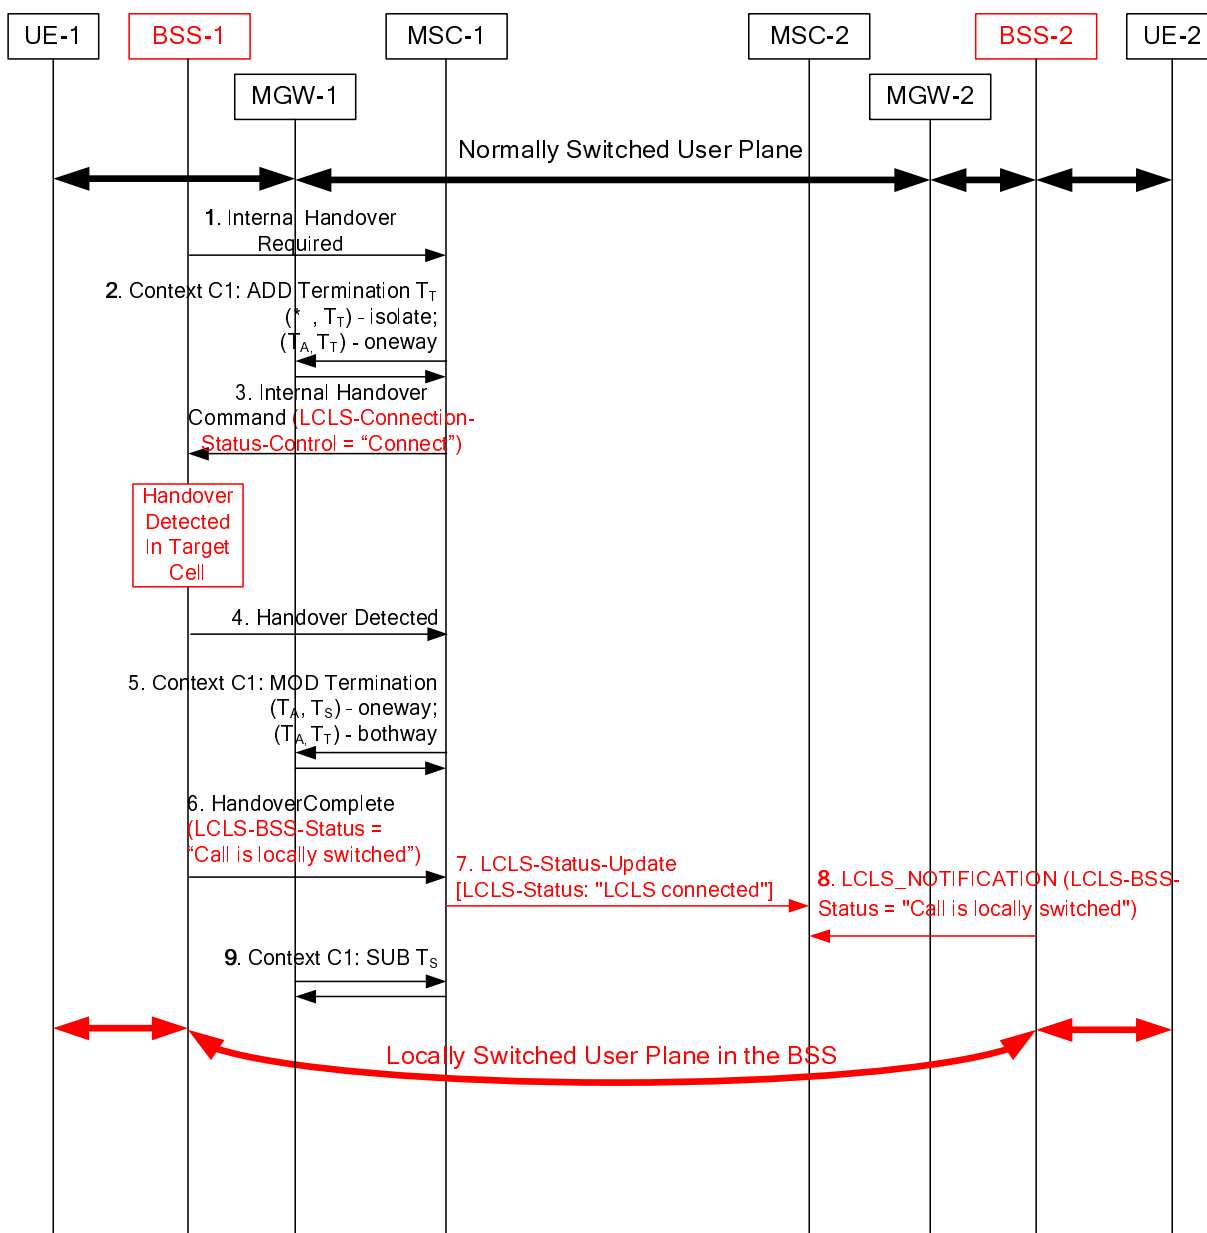 UE-1
BSS-1
MSC-1
MSC-2
BSS-2
UE-2
MGW-1
MGW-2
Normally Switched User Plane
1. Internal Handover
Required
2. Context C1: ADD Termination TT
(* , TT) - isolate;
(TA, TT) - oneway
3. Internal Handover
Command (LCLS-Connection-
Status-Control = “Connect”)
Handover
Detected
In Target
Cell
4. Handover Detected
5. Context C1: MOD Termination
(TA, TS) - oneway;
(TA, TT) - bothway
6. HandoverComplete
(LCLS-BSS-Status =
“Call is locally switched”)
7. LCLS-Status-Update
[LCLS-Status: "LCLS connected"]
8. LCLS_NOTIFICATION (LCLS-BSS-
Status = "Call is locally switched")
9. Context C1: SUB TS
Locally Switched User Plane in the BSS